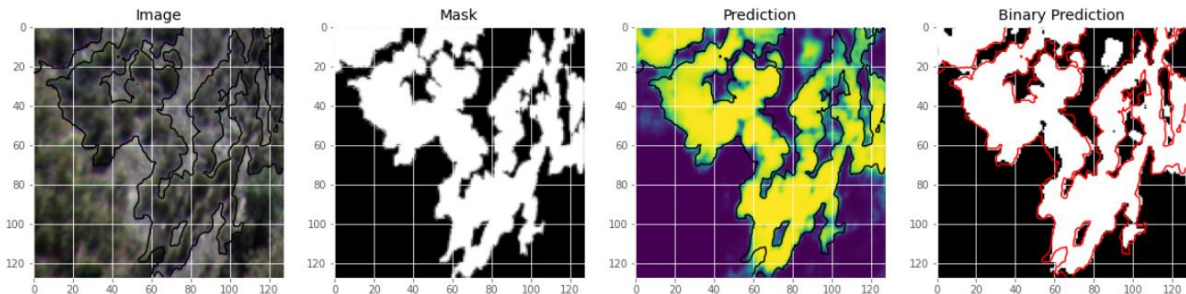 Image Mask Prediction Binary Prediction
0 0 0 0
20 20 20 20
40 40 40 40
60 60 60 60
80 80 80 80
100 100 100 100
120 120 120 120
0 20 40 60 80 100 120 0 20 40 60 80 100 120 0 20 40 60 80 100 120 0 20 40 60 80 100 120